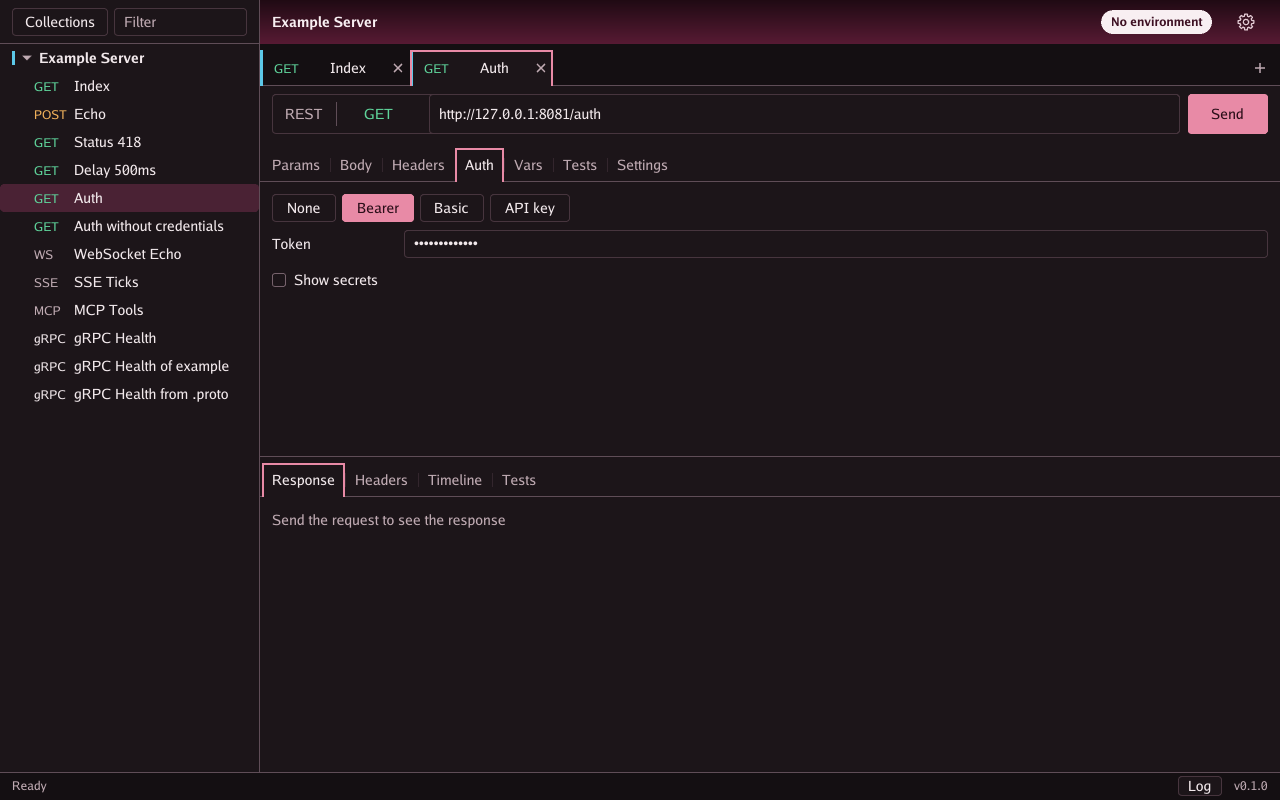 Collections
Filter
Example Server
No environment
Example Server
GET Index
POST Echo
GET Status 418
GET Delay 500ms
GET Auth
GET Auth without credentials
WS WebSocket Echo
SSE SSE Ticks
MCP MCP Tools
gRPC gRPC Health
gRPC gRPC Health of example
gRPC gRPC Health from .proto
GET Index
GET Auth
REST GET http://127.0.0.1:8081/auth Send
Params Body Headers Auth Vars Tests Settings
None Bearer Basic API key
Token •••••••••••••
Show secrets
Response Headers Timeline Tests
Send the request to see the response
Ready
Log v0.1.0